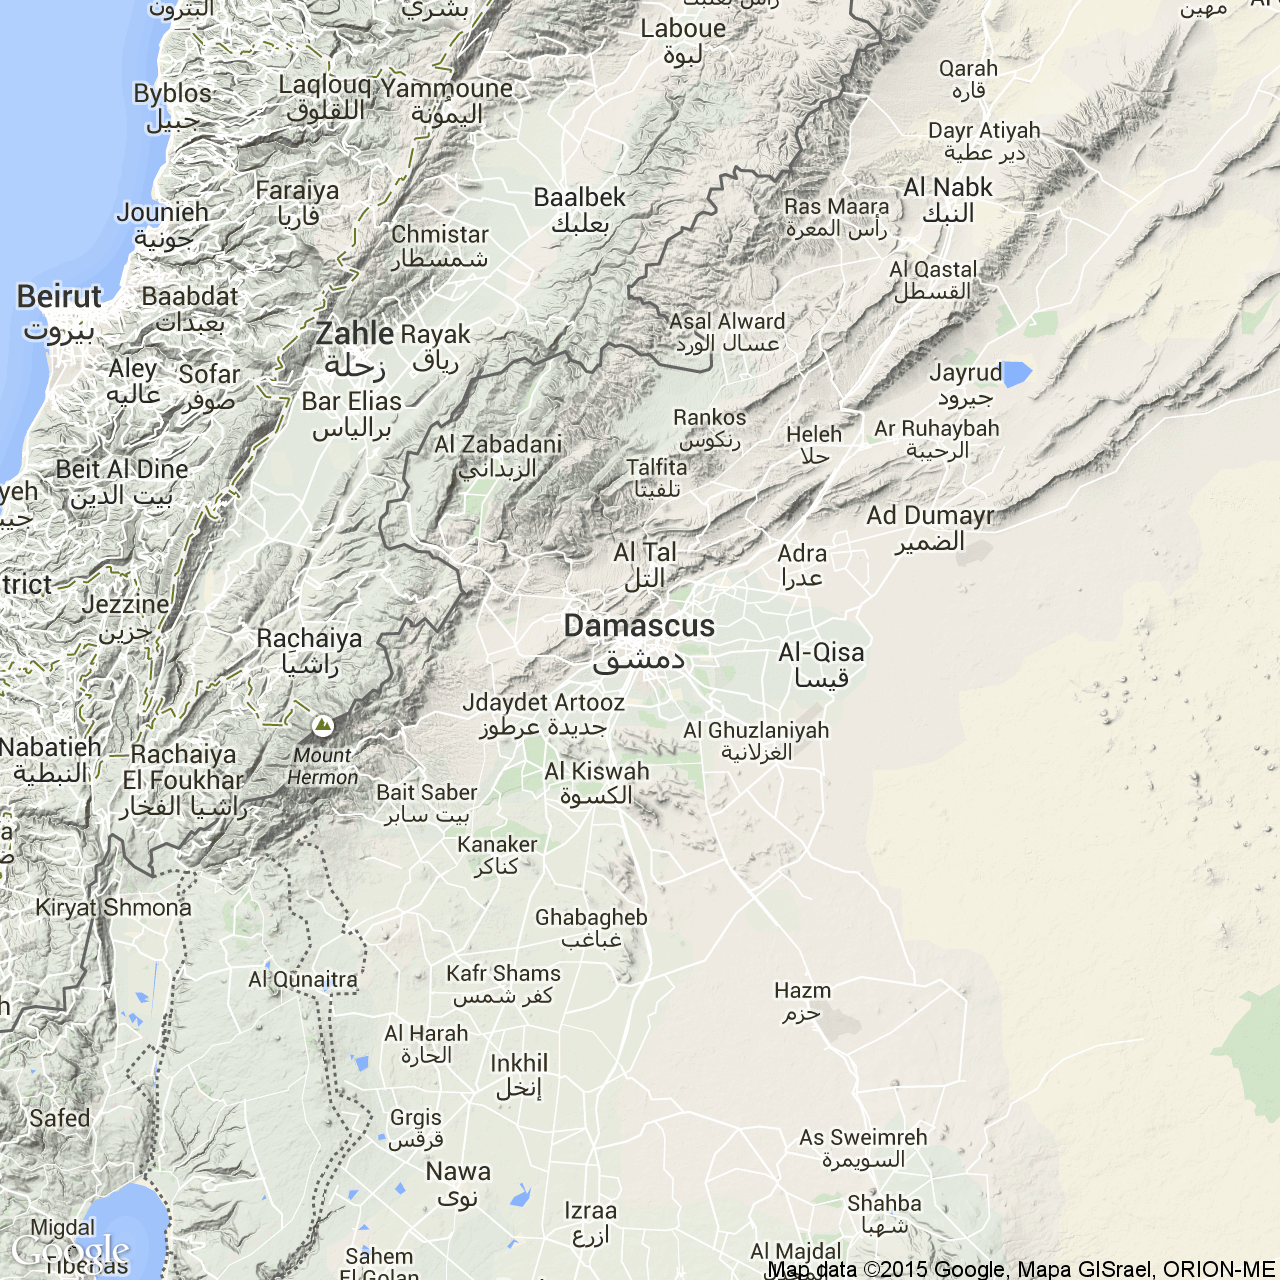 البترون
بشري
رأس بعلبك
Laboue
لبوة
مهين
Qarah
قاره
Byblos
جبيل
Laqlouq
اللقلوق
Yammoune
اليمونة
Dayr Atiyah
دير عطية
Faraiya
فاريا
Baalbek
بعلبك
Al Nabk
النبك
Ras Maara
رأس المعرة
Jounieh
جونية
Chmistar
شمسطار
Al Qastal
القسطل
Beirut
بيروت
Baabdat
بعبدات
Zahle
زحلة
Rayak
رياق
Asal Alward
عسال الورد
Aley
عاليه
Sofar
صوفر
Jayrud
جيرود
Bar Elias
برالياس
Rankos
رنكوس
Heleh
حلا
Ar Ruhaybah
الرحيبة
Al Zabadani
الزبداني
Beit Al Dine
بيت الدين
Talfita
تلفيتا
yeh
جيب
Ad Dumayr
الضمير
Al Tal
التل
Adra
عدرا
trict
Jezzine
جزين
Rachaiya
راشيا
Damascus
دمشق
Al-Qisa
قيسا
Jdaydet Artooz
جديدة عرطوز
Al Ghuzlaniyah
الغزلانية
Nabatieh
النبطية
Rachaiya
El Foukhar
راشيا الفخار
Mount
Hermon
Al Kiswah
الكسوة
Bait Saber
بيت سابر
Kanaker
كناكر
Kiryat Shmona
Ghabagheb
غباغب
Al Qunaitra
Kafr Shams
كفر شمس
Hazm
حزم
Al Harah
الحارة
Inkhil
إنخل
Safed
Grgis
قرقس
As Sweimreh
السويمرة
Nawa
نوى
Izraa
ازرع
Shahba
شهبا
Migdal
Tiberias
Google
Sahem
El Golan
Al Majdal
المجدل
Map data ©2015 Google, Mapa GISrael, ORION-ME